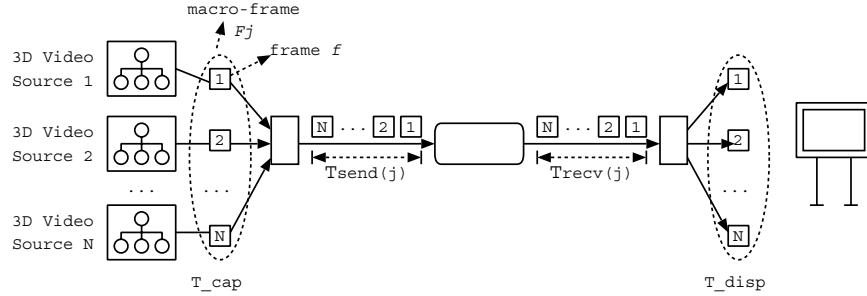 macro-frame
Fj
frame f
3D Video
Source 1
1
3D Video
Source 2
2
... ...
3D Video
Source N
N
T_cap
N ... 2 1
Tsend(j)
N ... 2 1
Trecv(j)
1
2
...
N
T_disp